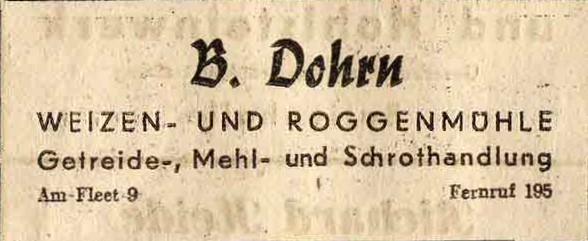 B. Dohrn
WEIZEN- UND ROGGENMÜHLE
Getreide-, Mehl- und Schrothandlung
Am Fleet 9 Fernruf 195